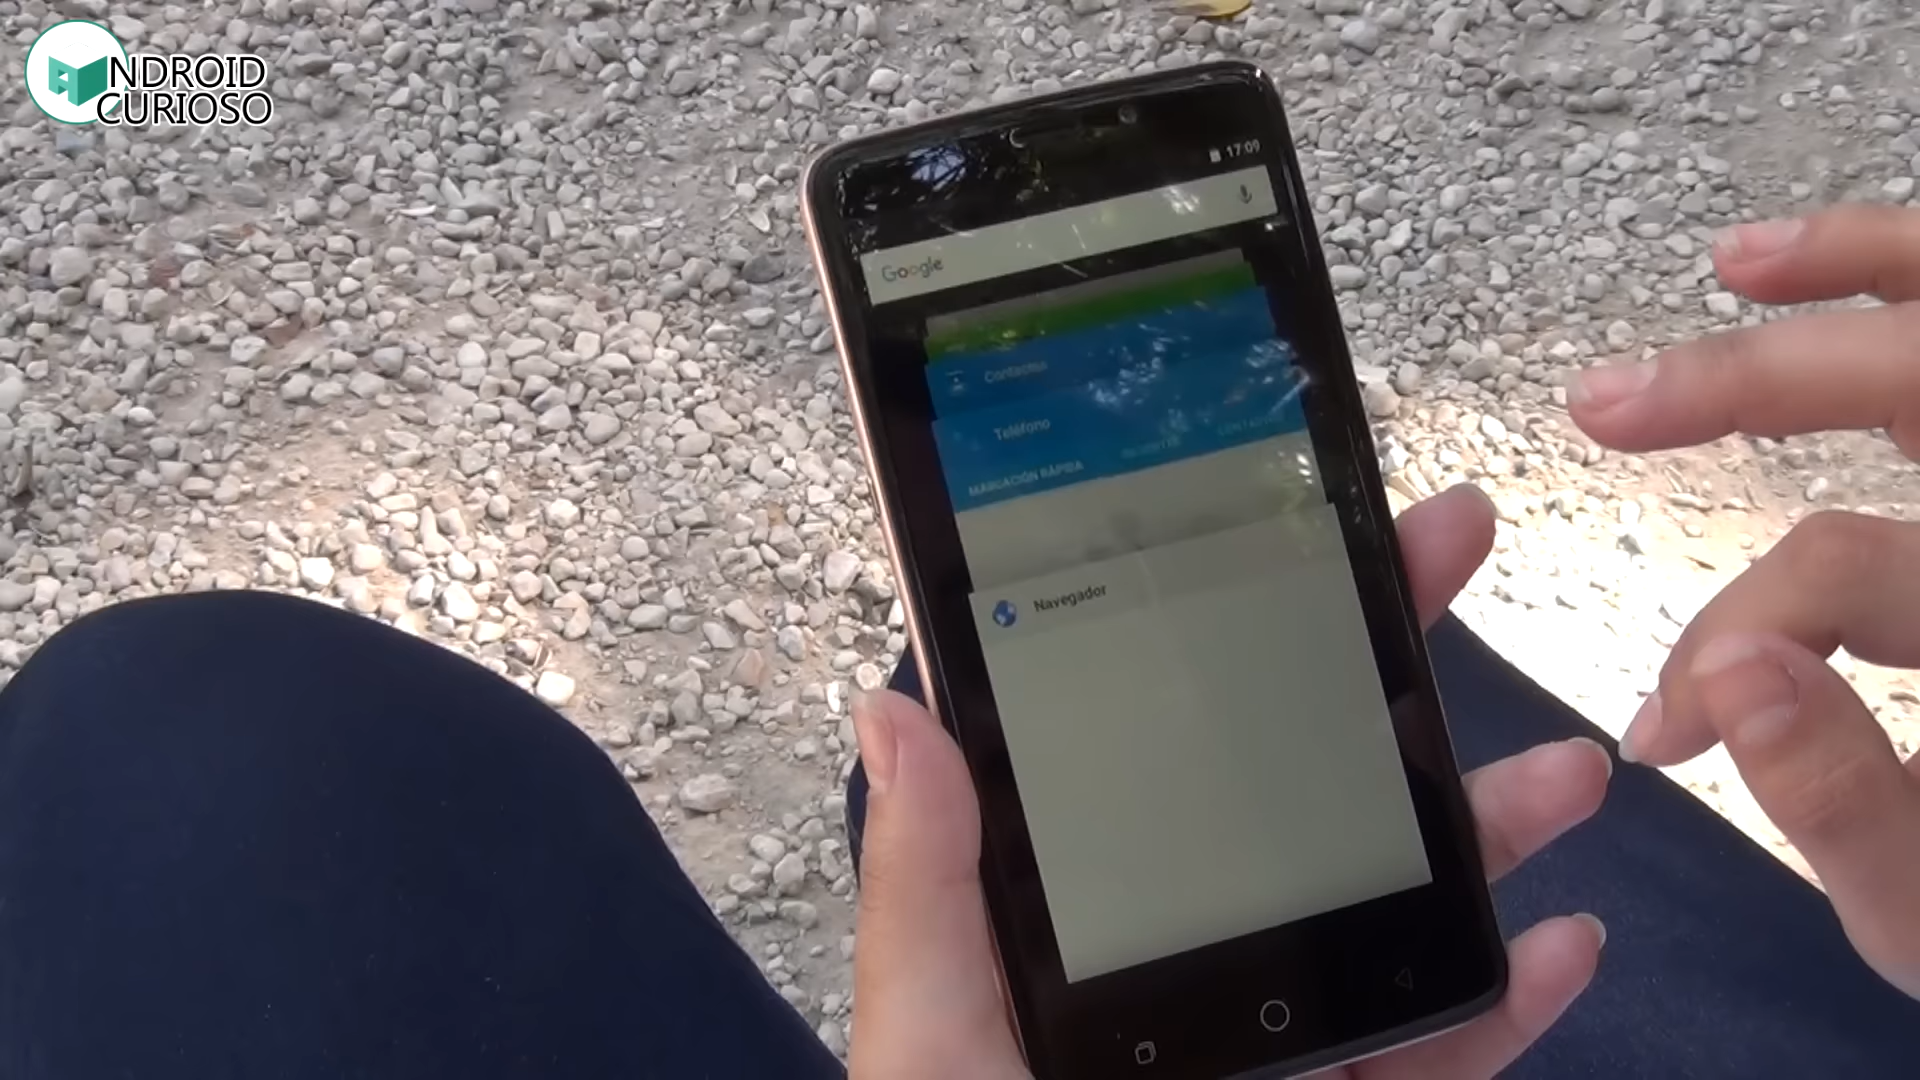 NDROID
CURIOSO
17:09
Google
Contactos
Teléfono
MARCACIÓN RÁPIDA
Navegador